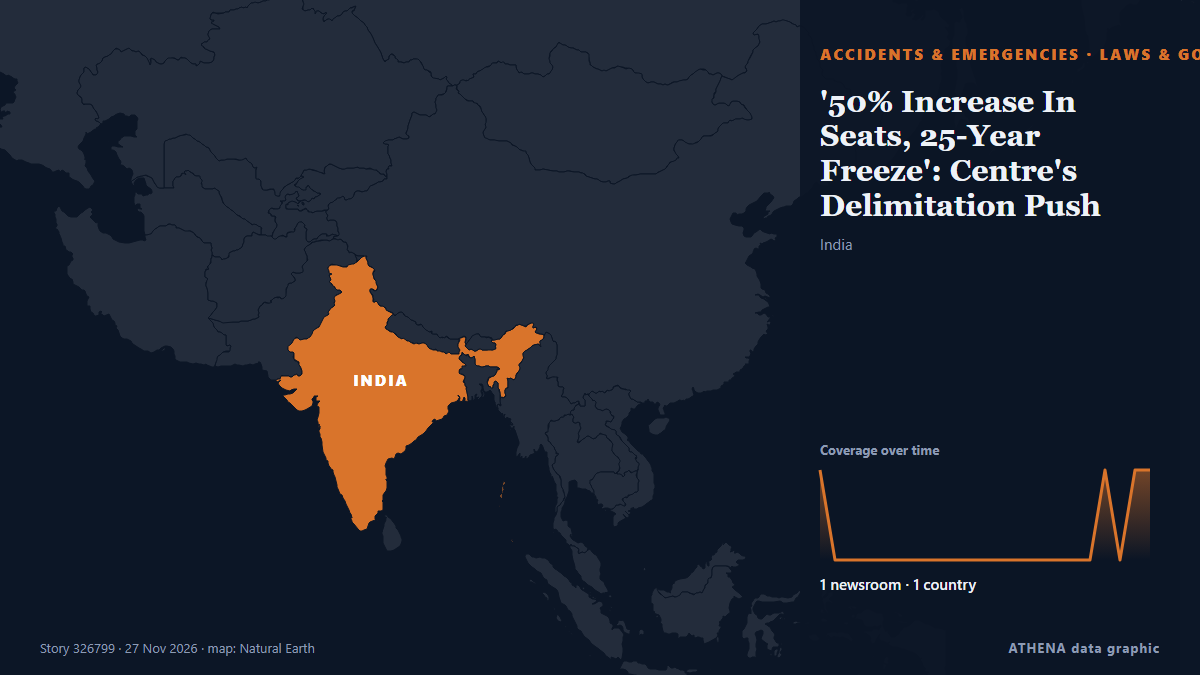 ACCIDENTS & EMERGENCIES · LAWS & GO
'50% Increase In
Seats, 25-Year
Freeze': Centre's
Delimitation Push
India
INDIA
Coverage over time
1 newsroom · 1 country
Story 326799 · 27 Nov 2026 · map: Natural Earth
ATHENA data graphic